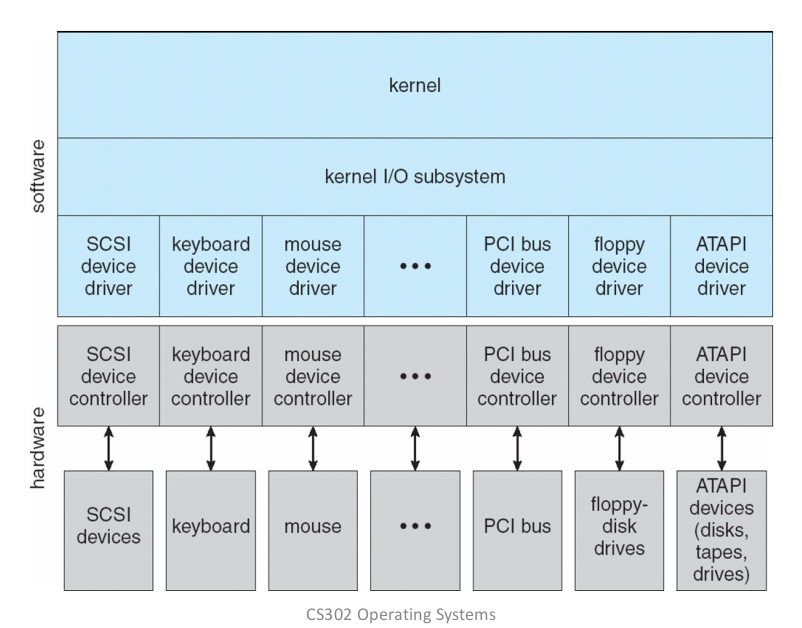 software
kernel
kernel I/O subsystem
SCSI
device
driver
keyboard
device
driver
mouse
device
driver
•••
PCI bus
device
driver
floppy
device
driver
ATAPI
device
driver
hardware
SCSI
device
controller
keyboard
device
controller
mouse
device
controller
•••
PCI bus
device
controller
floppy
device
controller
ATAPI
device
controller
SCSI
devices
keyboard
mouse
•••
PCI bus
floppy-
disk
drives
ATAPI
devices
(disks,
tapes,
drives)
CS302 Operating Systems